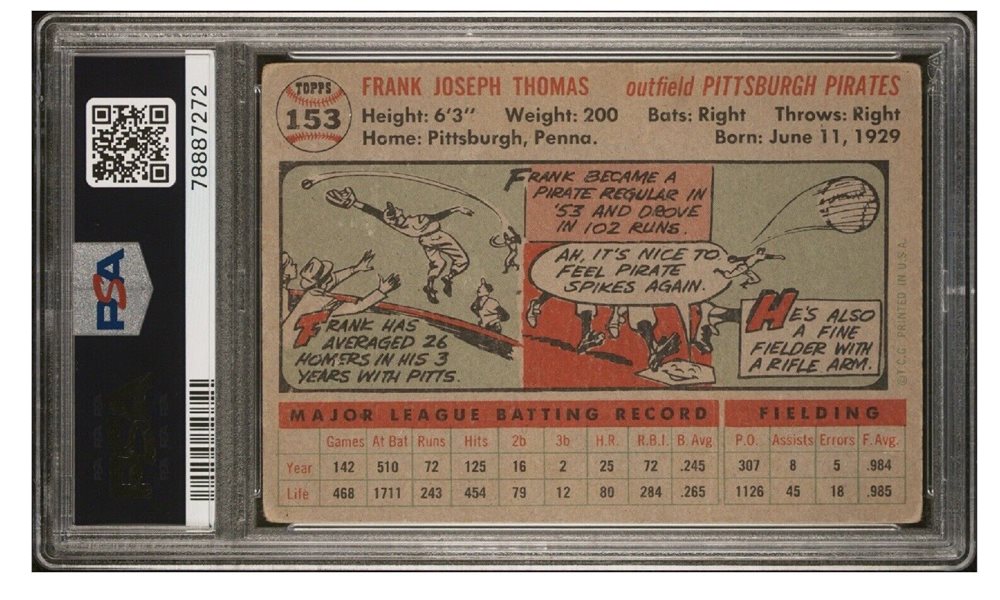 78887272
PSA
TOPPS
153
FRANK JOSEPH THOMAS outfield PITTSBURGH PIRATES
Height: 6'3" Weight: 200 Bats: Right Throws: Right
Home: Pittsburgh, Penna. Born: June 11, 1929
FRANK BECAME A
PIRATE REGULAR IN
'53 AND DROVE
IN 102 RUNS.
AH, IT'S NICE TO
FEEL PIRATE
SPIKES AGAIN.
FRANK HAS
AVERAGED 26
HOMERS IN HIS 3
YEARS WITH PITTS.
HE'S ALSO
A FINE
FIELDER WITH
A RIFLE ARM.
©T.C.G. PRINTED IN U.S.A.
MAJOR LEAGUE BATTING RECORD FIELDING
Games At Bat Runs Hits 2b 3b H.R. R.B.I. B. Avg. P.O. Assists Errors F. Avg.
Year 142 510 72 125 16 2 25 72 .245 307 8 5 .984
Life 468 1711 243 454 79 12 80 284 .265 1126 45 18 .985